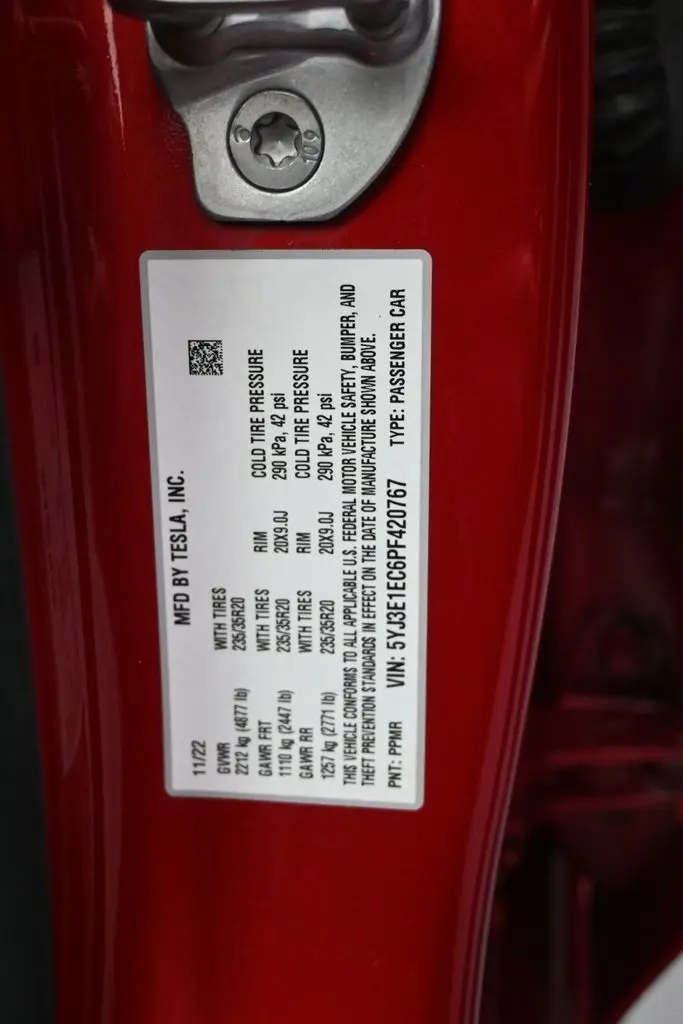 10.9
MFD BY TESLA, INC.
11/22
GVWR WITH TIRES
2212 kg (4877 lb) 235/35R20
GAWR FRT WITH TIRES RIM COLD TIRE PRESSURE
1110 kg (2447 lb) 235/35R20 20X9.0J 290 kPa, 42 psi
GAWR RR WITH TIRES RIM COLD TIRE PRESSURE
1257 kg (2771 lb) 235/35R20 20X9.0J 290 kPa, 42 psi
THIS VEHICLE CONFORMS TO ALL APPLICABLE U.S. FEDERAL MOTOR VEHICLE SAFETY, BUMPER, AND
THEFT PREVENTION STANDARDS IN EFFECT ON THE DATE OF MANUFACTURE SHOWN ABOVE.
PNT: PPMR VIN: 5YJ3E1EC6PF420767 TYPE: PASSENGER CAR